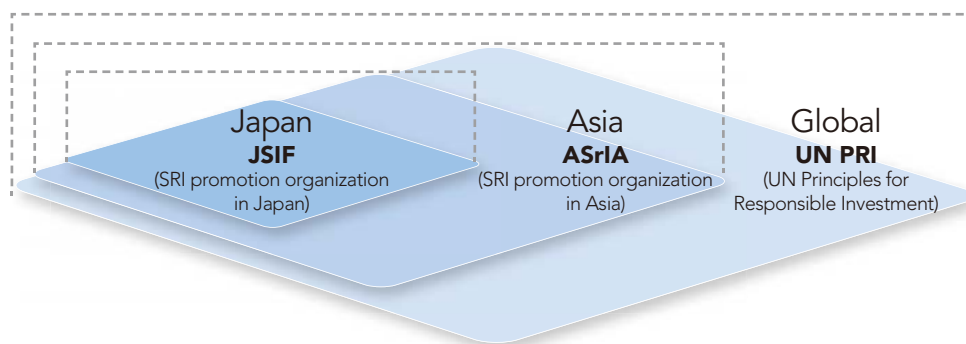 Japan
JSIF
(SRI promotion organization
in Japan)
Asia
ASrIA
(SRI promotion organization
in Asia)
Global
UN PRI
(UN Principles for
Responsible Investment)